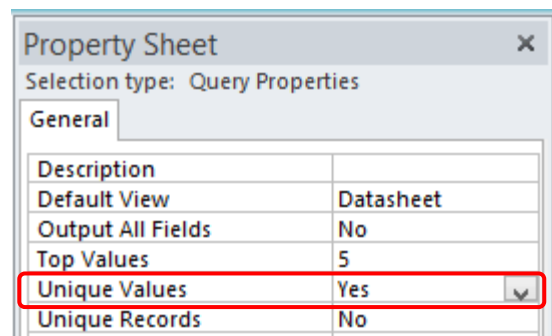 Property Sheet
Selection type: Query Properties
General
Description
Default View Datasheet
Output All Fields No
Top Values 5
Unique Values Yes
Unique Records No